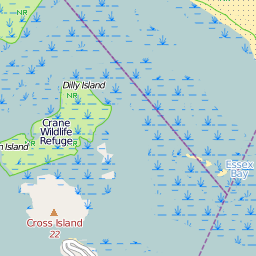 NR
NR
Dilly Island
NR
Crane
Wildlife
Refuge
Island
R
Essex
Bay
Cross Island
22